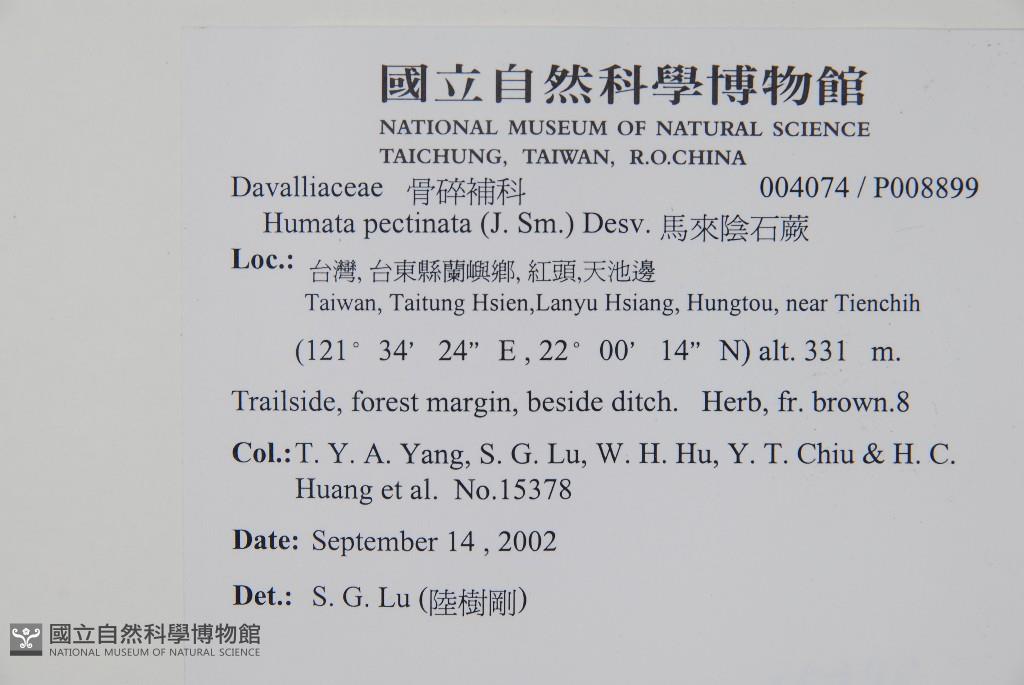 國立自然科學博物館
NATIONAL MUSEUM OF NATURAL SCIENCE
TAICHUNG, TAIWAN, R.O.CHINA
Davalliaceae 骨碎補科 004074 / P008899
Humata pectinata (J. Sm.) Desv. 馬來陰石蕨
Loc.: 台灣, 台東縣蘭嶼鄉, 紅頭,天池邊
Taiwan, Taitung Hsien,Lanyu Hsiang, Hungtou, near Tienchih
(121° 34’ 24” E , 22° 00’ 14” N) alt. 331 m.
Trailside, forest margin, beside ditch. Herb, fr. brown.8
Col.: T. Y. A. Yang, S. G. Lu, W. H. Hu, Y. T. Chiu & H. C.
Huang et al. No.15378
Date: September 14 , 2002
Det.: S. G. Lu (陸樹剛)
國立自然科學博物館
NATIONAL MUSEUM OF NATURAL SCIENCE